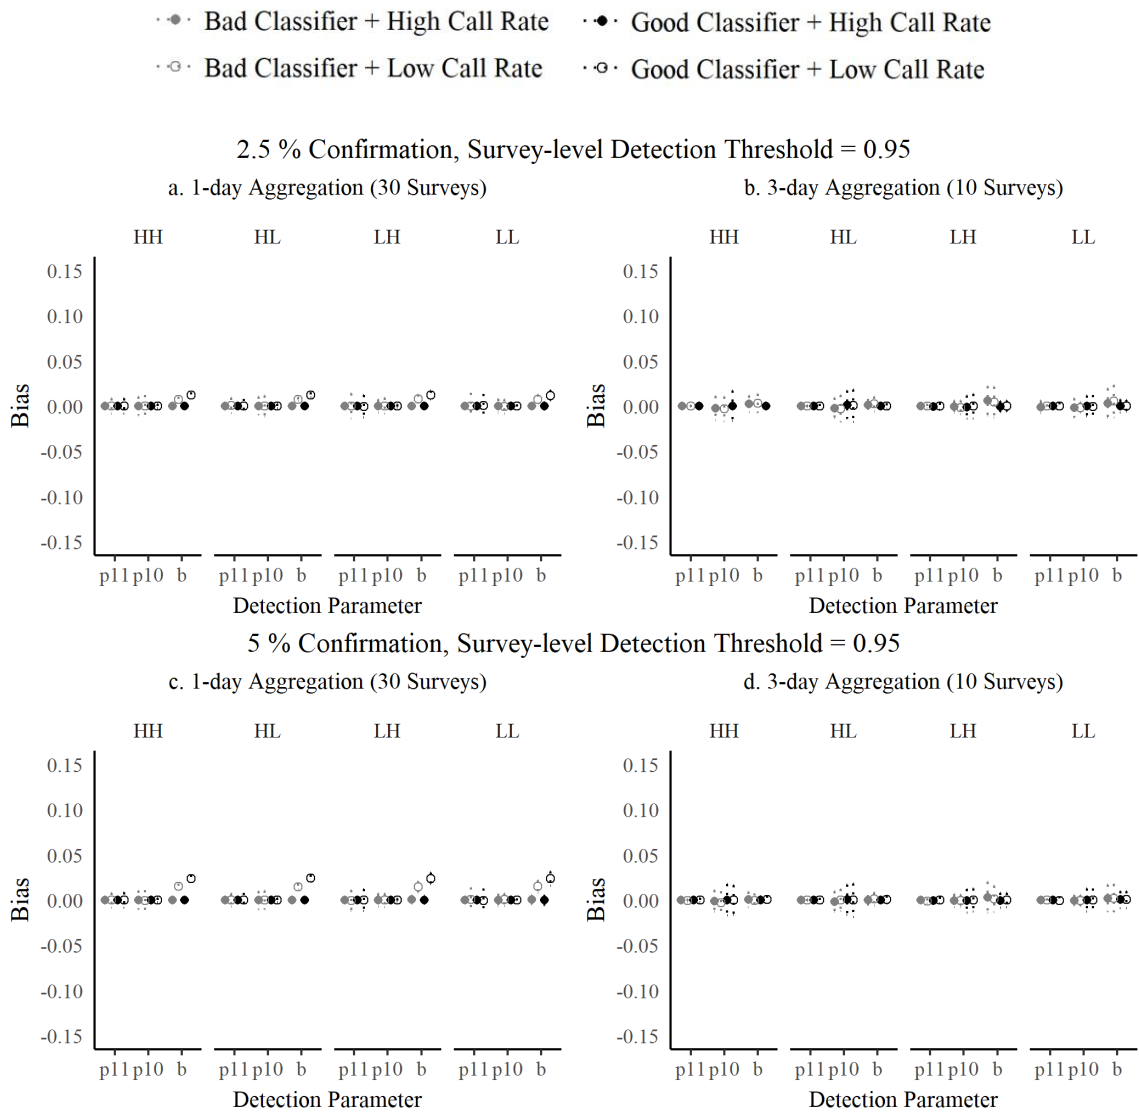 Bad Classifier + High Call Rate Good Classifier + High Call Rate
Bad Classifier + Low Call Rate Good Classifier + Low Call Rate
2.5 % Confirmation, Survey-level Detection Threshold = 0.95
a. 1-day Aggregation (30 Surveys)
HH HL LH LL
0.15
0.10
0.05
0.00
-0.05
-0.10
-0.15
Bias
p11 p10 b p11 p10 b p11 p10 b p11 p10 b
Detection Parameter
b. 3-day Aggregation (10 Surveys)
HH HL LH LL
0.15
0.10
0.05
0.00
-0.05
-0.10
-0.15
Bias
p11 p10 b p11 p10 b p11 p10 b p11 p10 b
Detection Parameter
5 % Confirmation, Survey-level Detection Threshold = 0.95
c. 1-day Aggregation (30 Surveys)
HH HL LH LL
0.15
0.10
0.05
0.00
-0.05
-0.10
-0.15
Bias
p11 p10 b p11 p10 b p11 p10 b p11 p10 b
Detection Parameter
d. 3-day Aggregation (10 Surveys)
HH HL LH LL
0.15
0.10
0.05
0.00
-0.05
-0.10
-0.15
Bias
p11 p10 b p11 p10 b p11 p10 b p11 p10 b
Detection Parameter